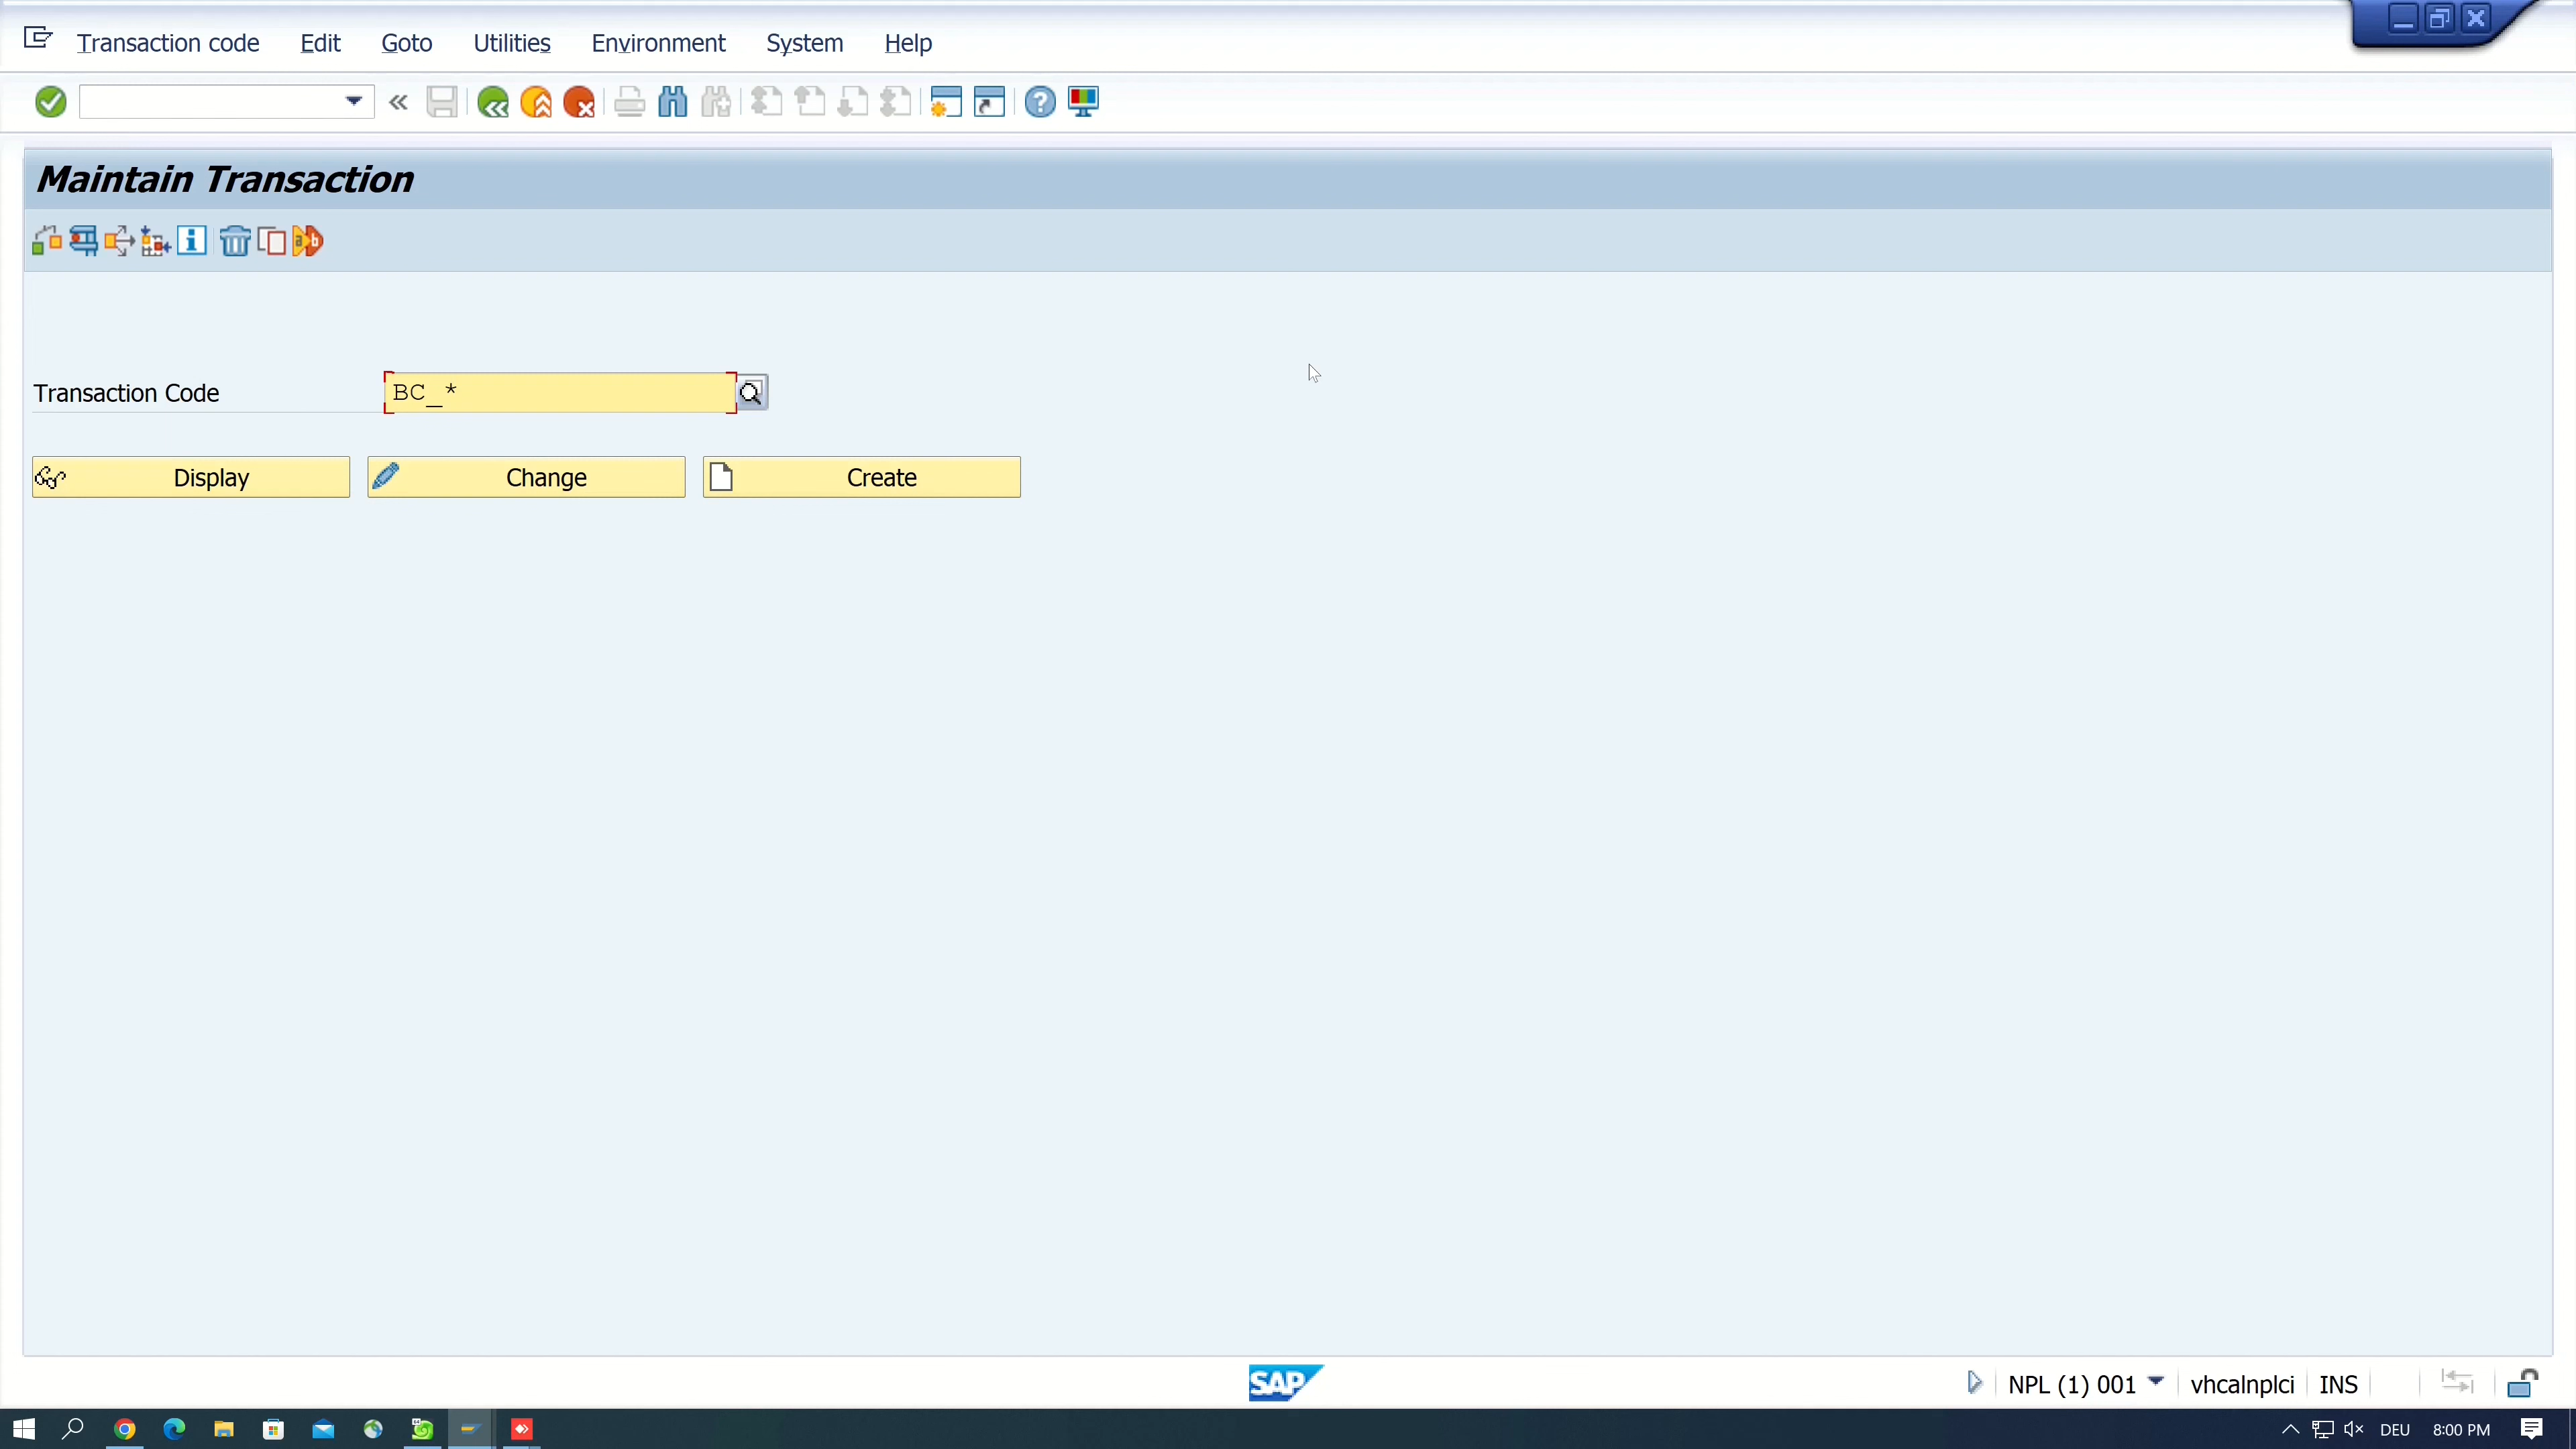 Transaction code Edit Goto Utilities Environment System Help
Maintain Transaction
Transaction Code BC_*
Display Change Create
SAP
NPL (1) 001 vhcalnplci INS
DEU 8:00 PM